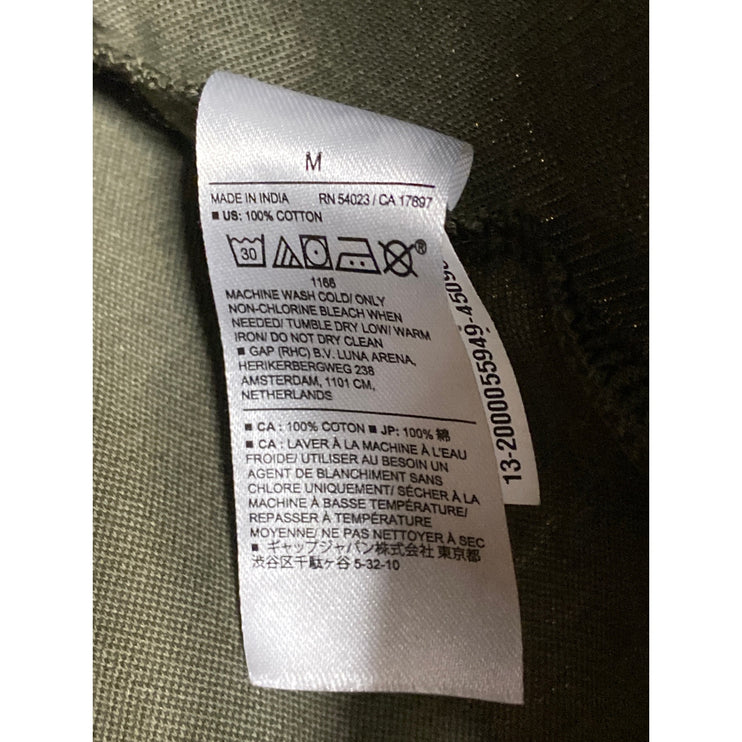 M
MADE IN INDIA RN 54023 / CA 17897
■ US: 100% COTTON
30 ®
1166
MACHINE WASH COLD/ ONLY
NON-CHLORINE BLEACH WHEN
NEEDED/ TUMBLE DRY LOW/ WARM
IRON/ DO NOT DRY CLEAN
■ GAP (RHC) B.V. LUNA ARENA,
HERIKERBERGWEG 238
AMSTERDAM, 1101 CM,
NETHERLANDS
■ CA : 100% COTTON ■ JP: 100% 綿
■ CA : LAVER À LA MACHINE À L'EAU
FROIDE/ UTILISER AU BESOIN UN
AGENT DE BLANCHIMENT SANS
CHLORE UNIQUEMENT/ SÉCHER À LA
MACHINE À BASSE TEMPÉRATURE/
REPASSER À TEMPÉRATURE
MOYENNE/ NE PAS NETTOYER À SEC
■ ギャップジャパン株式会社 東京都
渋谷区千駄ヶ谷 5-32-10